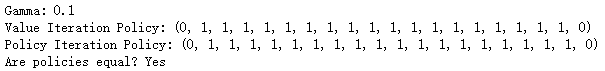 Gamma: 0.1
Value Iteration Policy: (0, 1, 1, 1, 1, 1, 1, 1, 1, 1, 1, 1, 1, 1, 1, 1, 1, 1, 1, 0)
Policy Iteration Policy: (0, 1, 1, 1, 1, 1, 1, 1, 1, 1, 1, 1, 1, 1, 1, 1, 1, 1, 1, 0)
Are policies equal? Yes